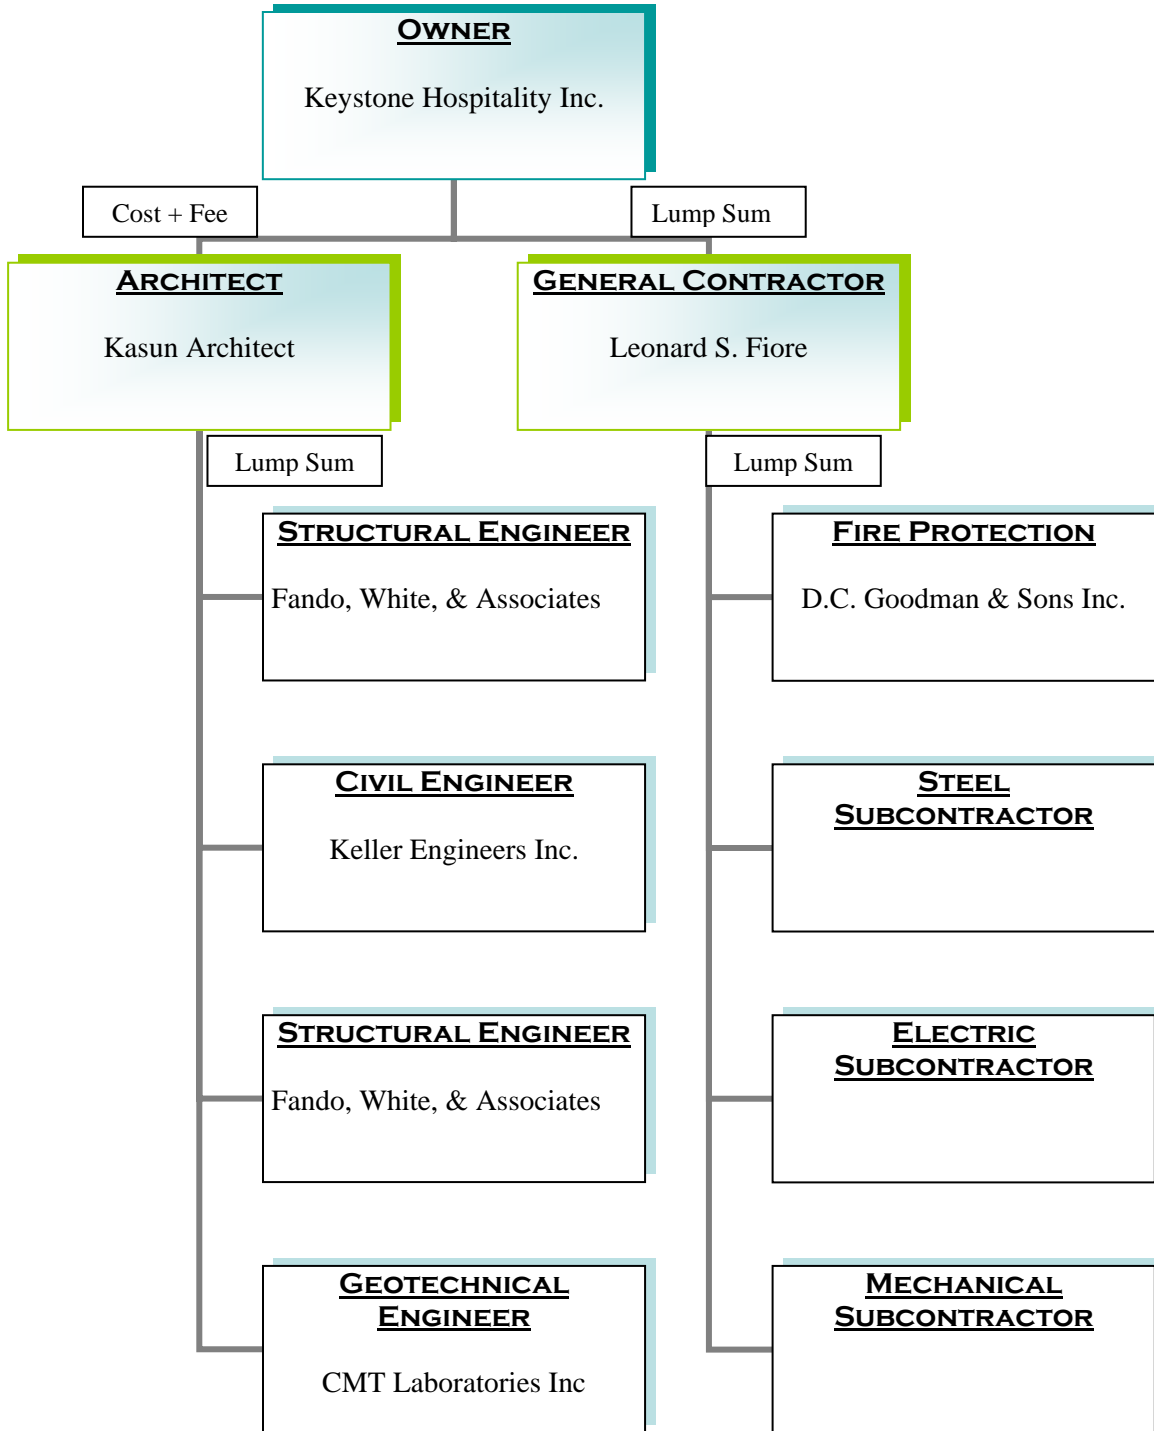 OWNER
Keystone Hospitality Inc.
Cost + Fee
Lump Sum
ARCHITECT
Kasun Architect
GENERAL CONTRACTOR
Leonard S. Fiore
Lump Sum
Lump Sum
STRUCTURAL ENGINEER
Fando, White, & Associates
FIRE PROTECTION
D.C. Goodman & Sons Inc.
CIVIL ENGINEER
Keller Engineers Inc.
STEEL
SUBCONTRACTOR
STRUCTURAL ENGINEER
Fando, White, & Associates
ELECTRIC
SUBCONTRACTOR
GEOTECHNICAL
ENGINEER
CMT Laboratories Inc
MECHANICAL
SUBCONTRACTOR